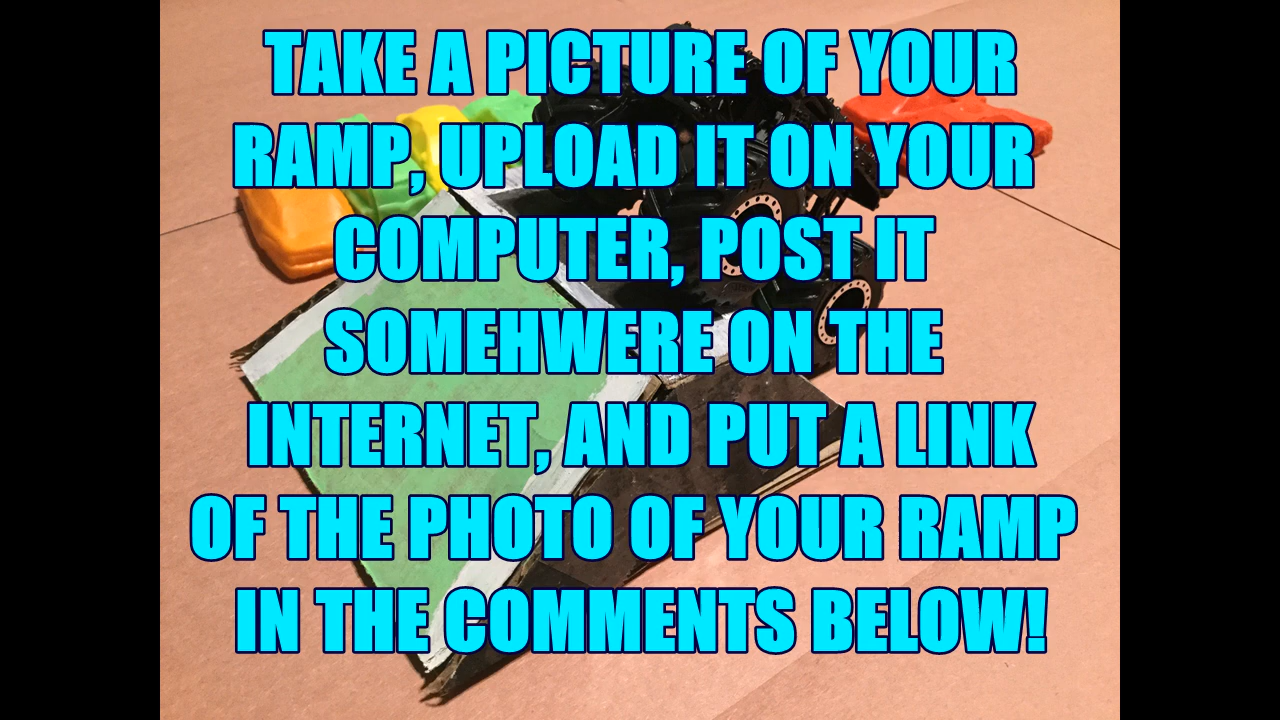 TAKE A PICTURE OF YOUR
RAMP, UPLOAD IT ON YOUR
COMPUTER, POST IT
SOMEHWERE ON THE
INTERNET, AND PUT A LINK
OF THE PHOTO OF YOUR RAMP
IN THE COMMENTS BELOW!